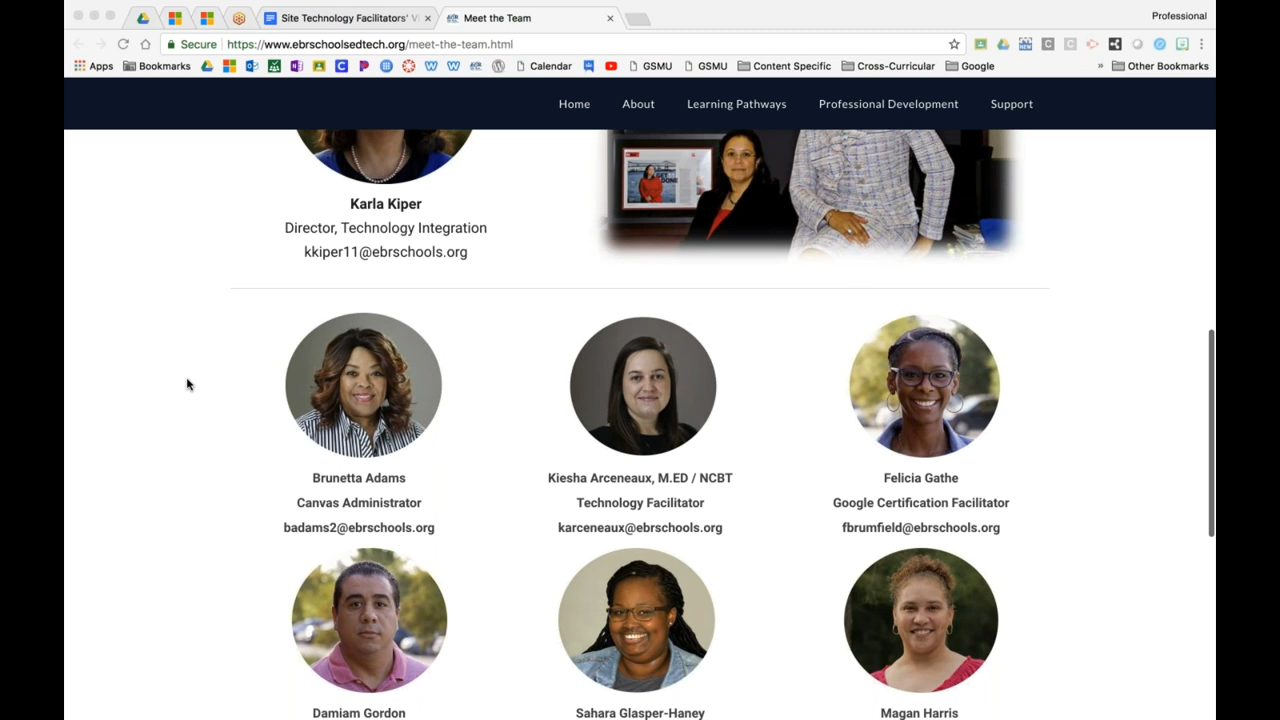 Site Technology Facilitators' V
Meet the Team
Professional
Secure
https://www.ebrschoolsedtech.org/meet-the-team.html
Apps
Bookmarks
Calendar
GSMU
GSMU
Content Specific
Cross-Curricular
Google
»
Other Bookmarks
Home
About
Learning Pathways
Professional Development
Support
Karla Kiper
Director, Technology Integration
kkiper11@ebrschools.org
Brunetta Adams
Canvas Administrator
badams2@ebrschools.org
Kiesha Arceneaux, M.ED / NCBT
Technology Facilitator
karceneaux@ebrschools.org
Felicia Gathe
Google Certification Facilitator
fbrumfield@ebrschools.org
Damiam Gordon
Sahara Glasper-Haney
Magan Harris